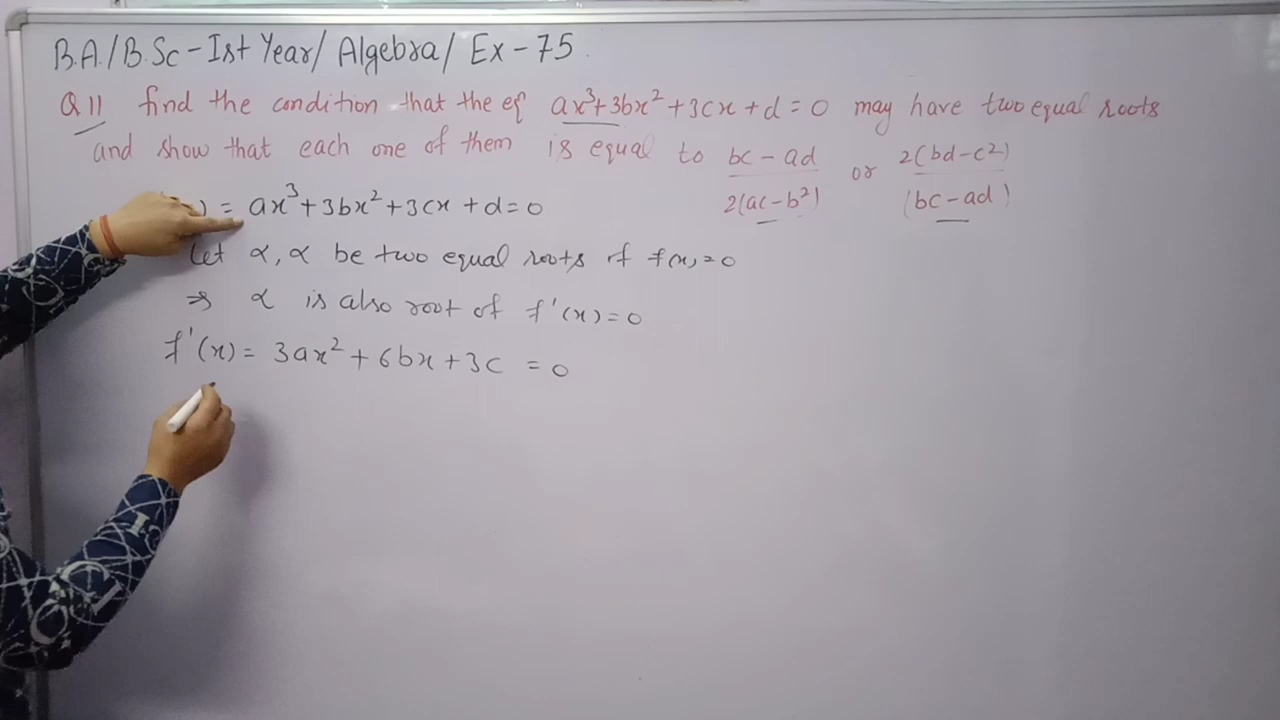 B.A./B.Sc - Ist Year/ Algebra/ Ex - 75
Q 11 find the condition that the eq ax³+3bx²+3cx+d=0 may have two equal roots
and show that each one of them is equal to (bc-ad)/(2(ac-b²)) or (2(bd-c²))/((bc-ad))
) = ax³+3bx²+3cx+d=0
Let α, α be two equal roots of f(x)=0
⇒ α is also root of f'(x)=0
f'(x) = 3ax²+6bx+3c = 0